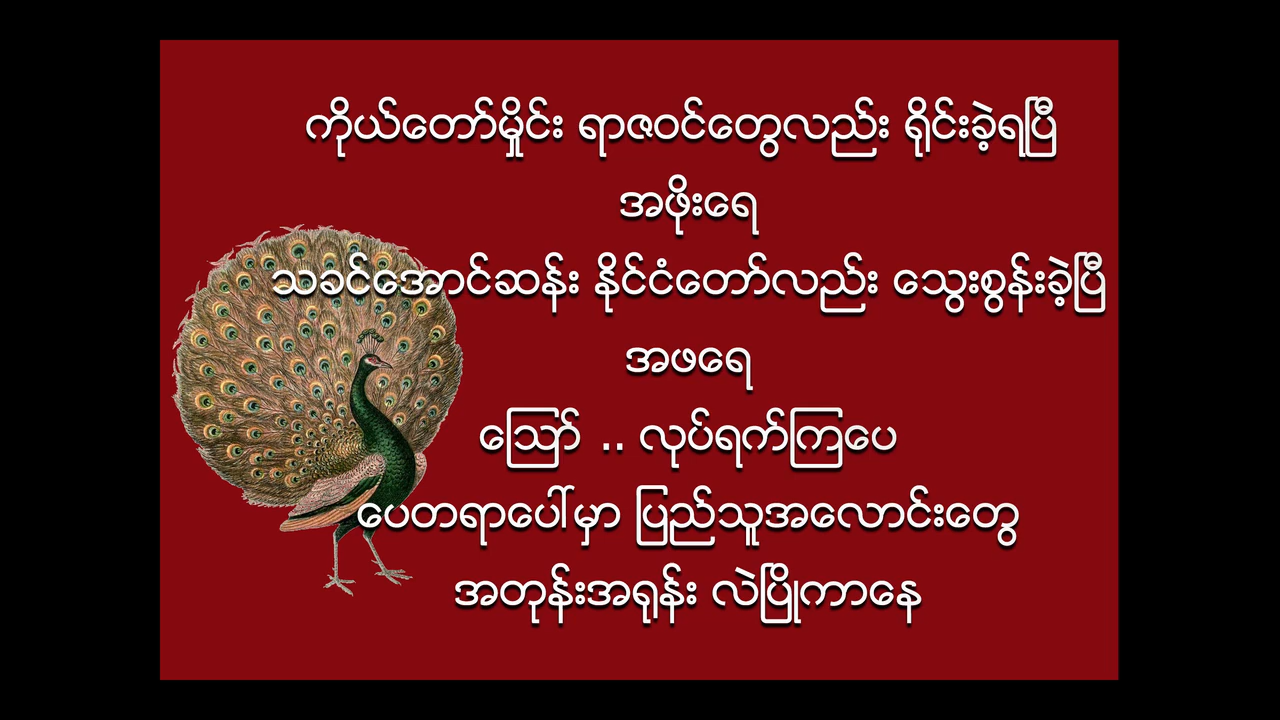 ကိုယ်တော်မှိုင်း ရာဇဝင်တွေလည်း ရိုင်းခဲ့ရပြီ
အဖိုးရေ
သခင်အောင်ဆန်း နိုင်ငံတော်လည်း သွေးစွန်းခဲ့ပြီ
အဖရေ
ဩော် .. လုပ်ရက်ကြပေ
ပေတရာပေါ်မှာ ပြည်သူအလောင်းတွေ
အတုန်းအရုန်း လဲပြိုကာနေ